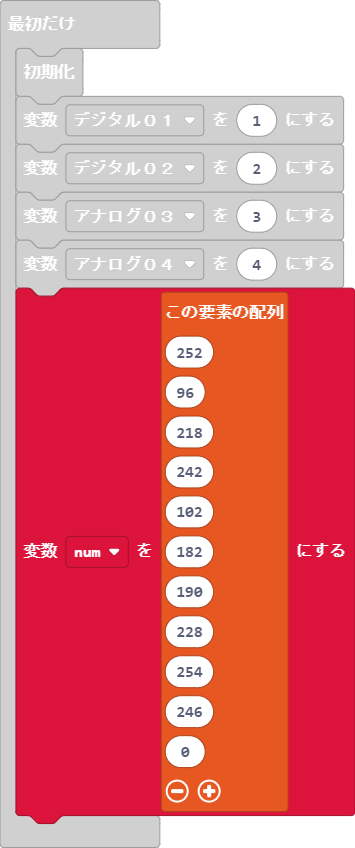 最初だけ
初期化
変数 デジタル０１ を 1 にする
変数 デジタル０２ を 2 にする
変数 アナログ０３ を 3 にする
変数 アナログ０４ を 4 にする
この要素の配列
252
96
218
242
102
変数 num を 182 にする
190
228
254
246
0